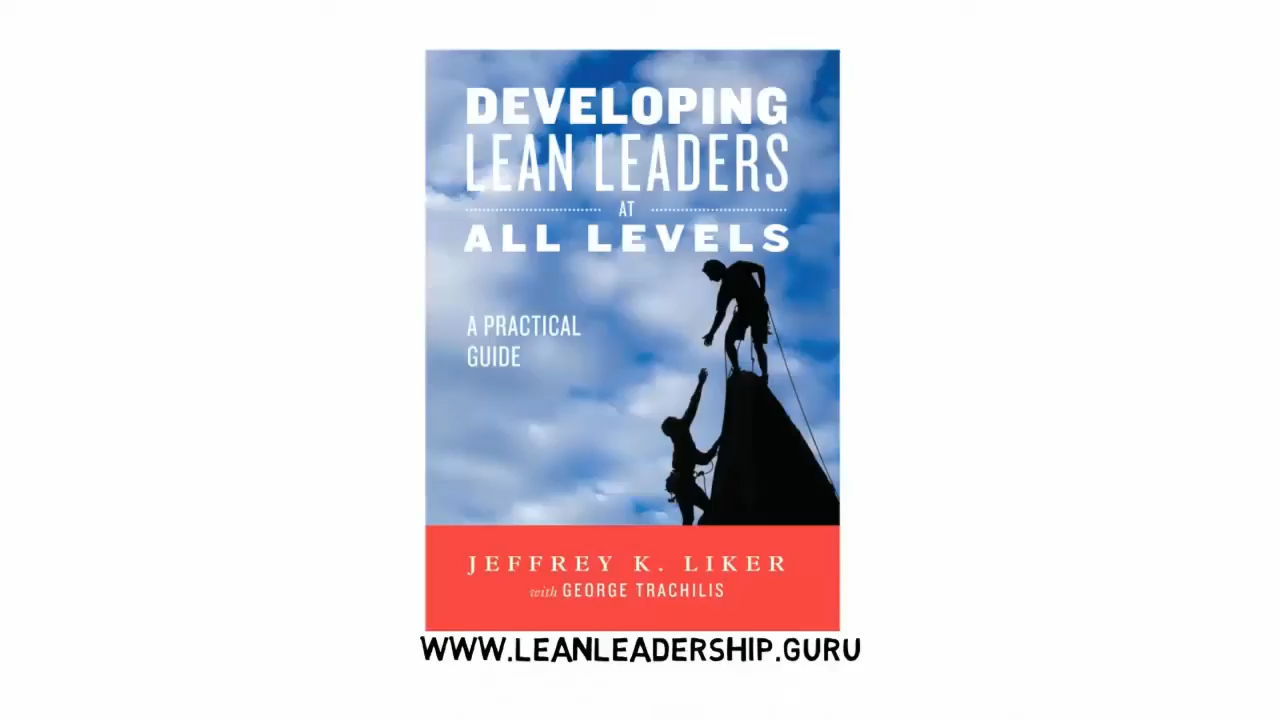 DEVELOPING
LEAN LEADERS
AT
ALL LEVELS
A PRACTICAL
GUIDE
JEFFREY K. LIKER
with GEORGE TRACHILIS
WWW.LEANLEADERSHIP.GURU